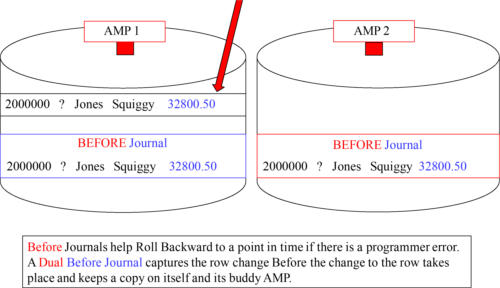 AMP 1
AMP 2
2000000 ? Jones Squiggy 32800.50
BEFORE Journal
2000000 ? Jones Squiggy 32800.50
BEFORE Journal
2000000 ? Jones Squiggy 32800.50
Before Journals help Roll Backward to a point in time if there is a programmer error.
A Dual Before Journal captures the row change Before the change to the row takes
place and keeps a copy on itself and its buddy AMP.